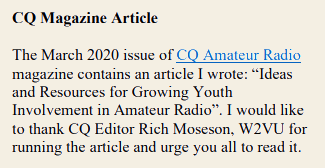 CQ Magazine Article
The March 2020 issue of CQ Amateur Radio
magazine contains an article I wrote: “Ideas
and Resources for Growing Youth
Involvement in Amateur Radio”. I would like
to thank CQ Editor Rich Moseson, W2VU for
running the article and urge you all to read it.